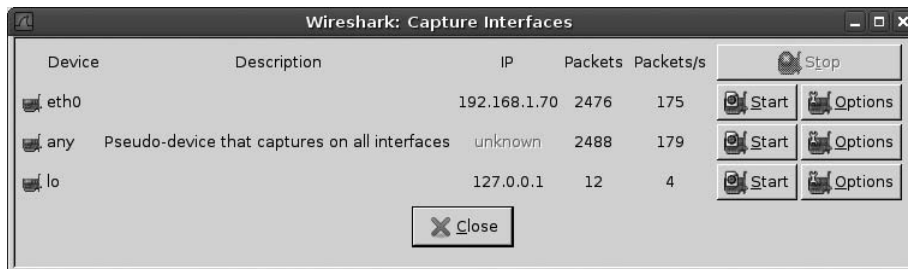 Wireshark: Capture Interfaces
Device Description IP Packets Packets/s Stop
eth0 192.168.1.70 2476 175 Start Options
any Pseudo-device that captures on all interfaces unknown 2488 179 Start Options
lo 127.0.0.1 12 4 Start Options
Close